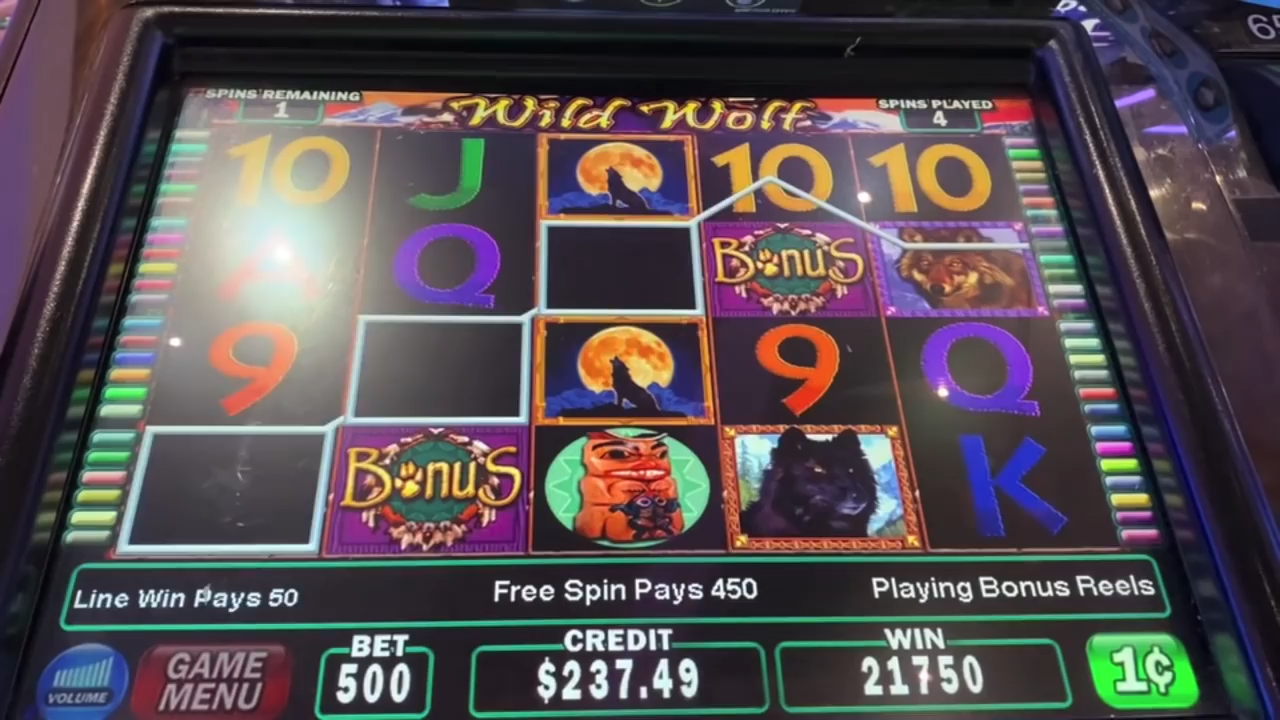 65
SPINS REMAINING
1
Wild Wolf
SPINS PLAYED
4
10 J 10 10
A Q BONUS
9 9 Q
BONUS K
Line Win Pays 50 Free Spin Pays 450 Playing Bonus Reels
VOLUME
GAME MENU
BET
500
CREDIT
$237.49
WIN
21750
1¢